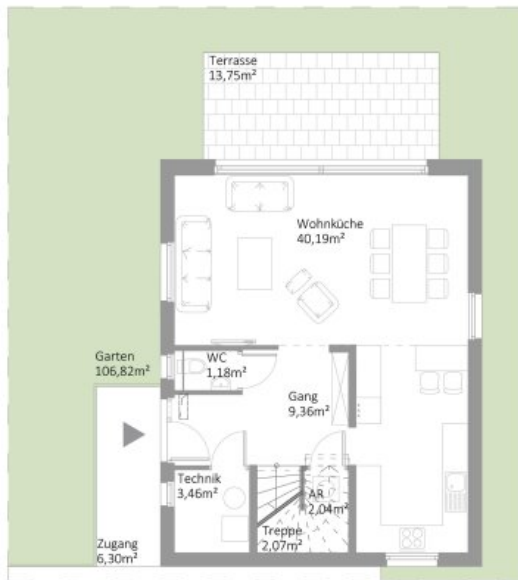 Terrasse
13,75m²
Wohnküche
40,19m²
Garten
106,82m²
WC
1,18m²
Gang
9,36m²
Technik
3,46m²
AR
2,04m²
Treppe
2,07m²
Zugang
6,30m²